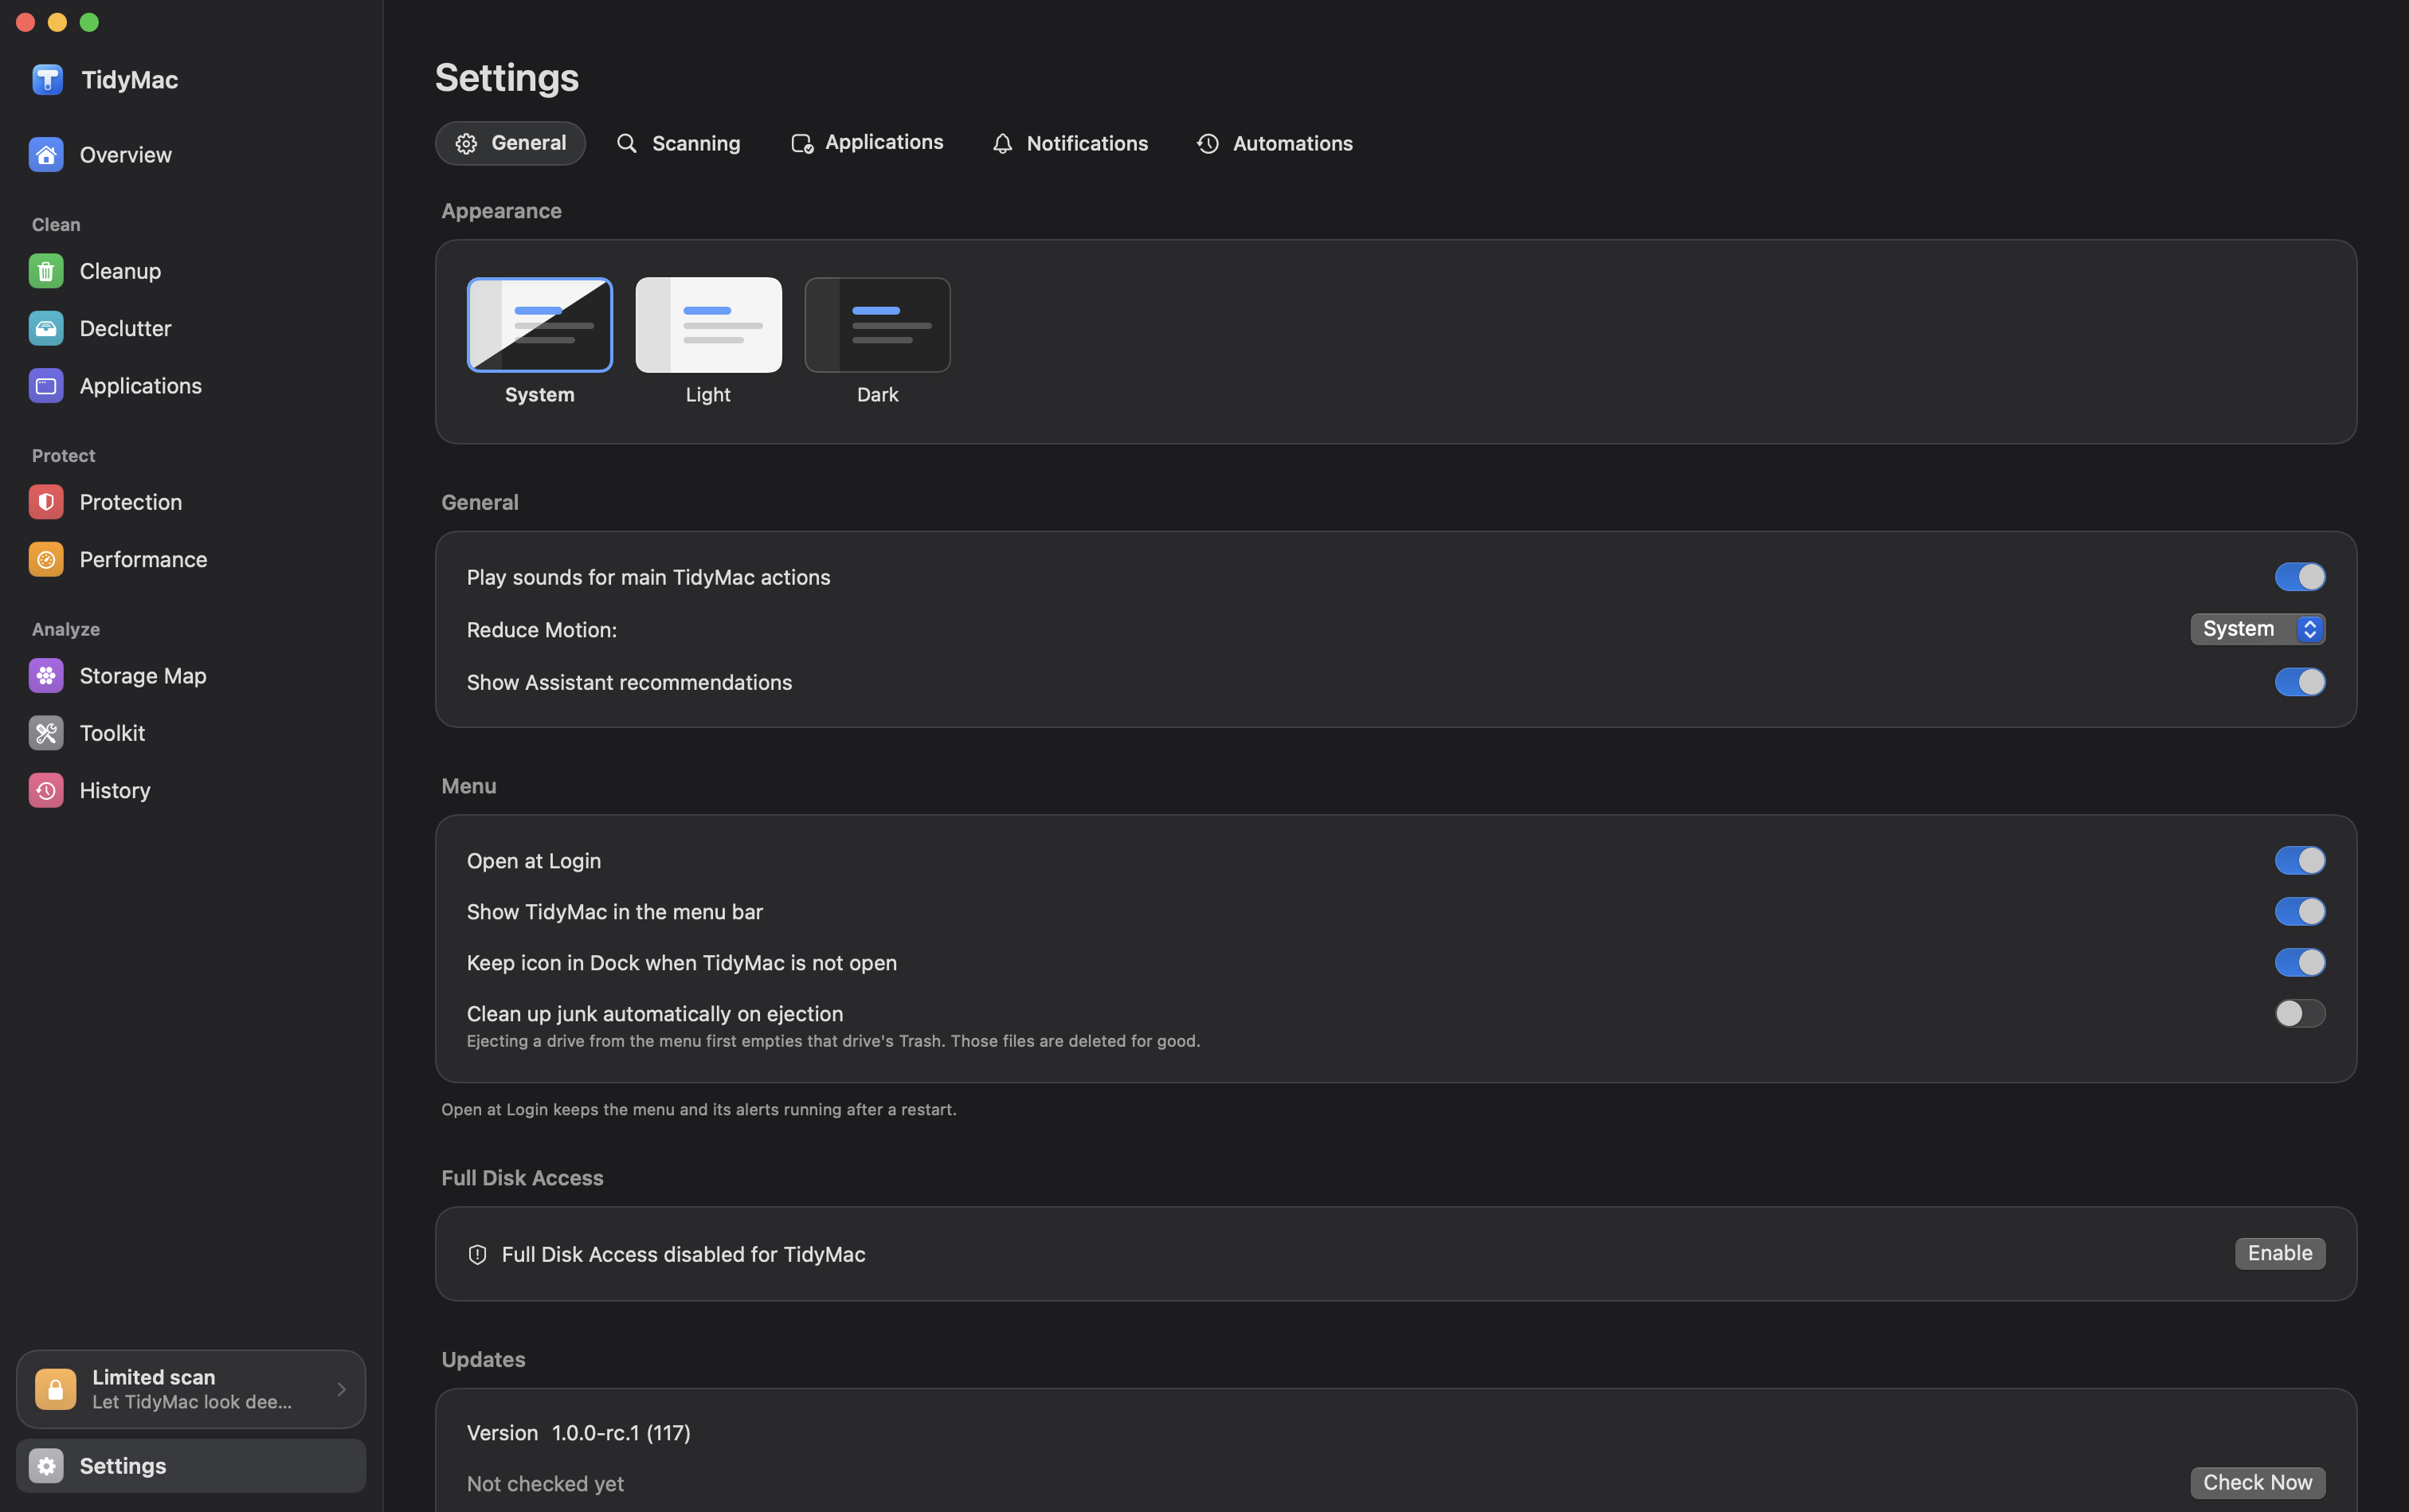 TidyMac
Overview
Clean
Cleanup
Declutter
Applications
Protect
Protection
Performance
Analyze
Storage Map
Toolkit
History
Limited scan
Let TidyMac look dee...
Settings
Settings
General
Scanning
Applications
Notifications
Automations
Appearance
System
Light
Dark
General
Play sounds for main TidyMac actions
Reduce Motion:
System
Show Assistant recommendations
Menu
Open at Login
Show TidyMac in the menu bar
Keep icon in Dock when TidyMac is not open
Clean up junk automatically on ejection
Ejecting a drive from the menu first empties that drive's Trash. Those files are deleted for good.
Open at Login keeps the menu and its alerts running after a restart.
Full Disk Access
Full Disk Access disabled for TidyMac
Enable
Updates
Version 1.0.0-rc.1 (117)
Not checked yet
Check Now